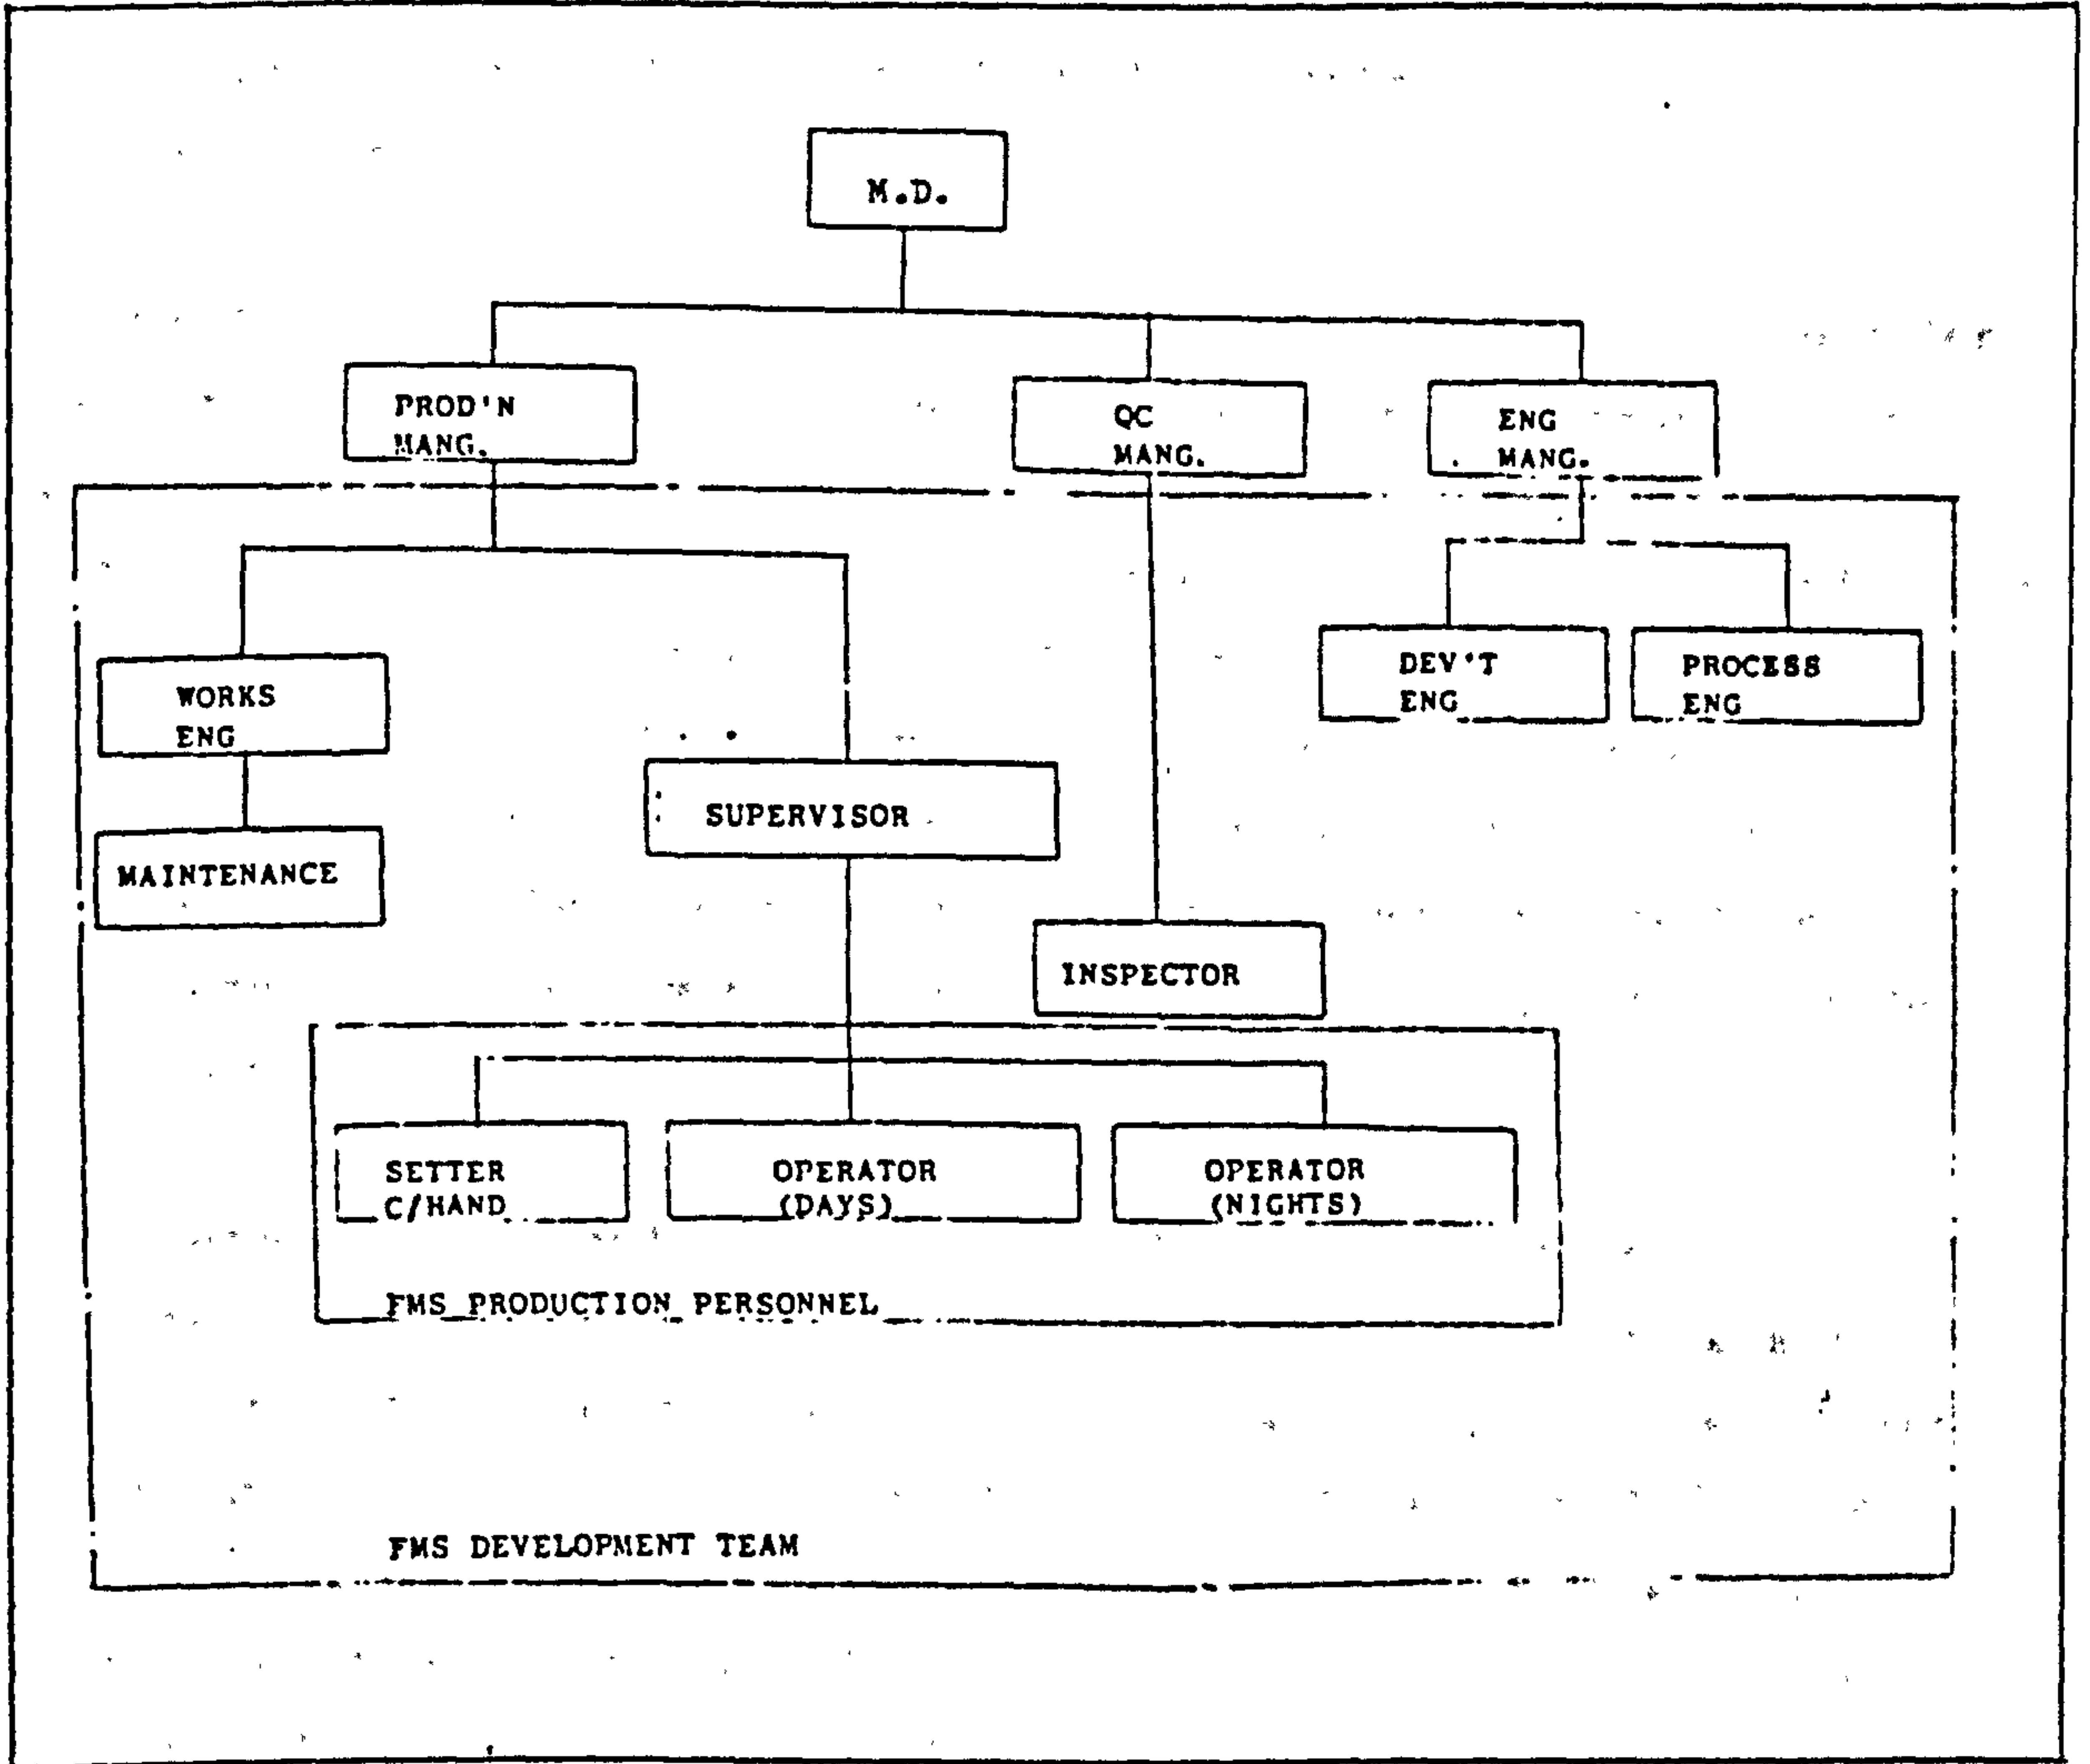 M.D.
PROD'N
MANG.
QC
MANG.
ENG
MANG.
WORKS
ENG
DEV'T
ENG
PROCESS
ENG
SUPERVISOR
MAINTENANCE
INSPECTOR
SETTER
C/HAND
OPERATOR
(DAYS)
OPERATOR
(NIGHTS)
FMS PRODUCTION PERSONNEL
FMS DEVELOPMENT TEAM